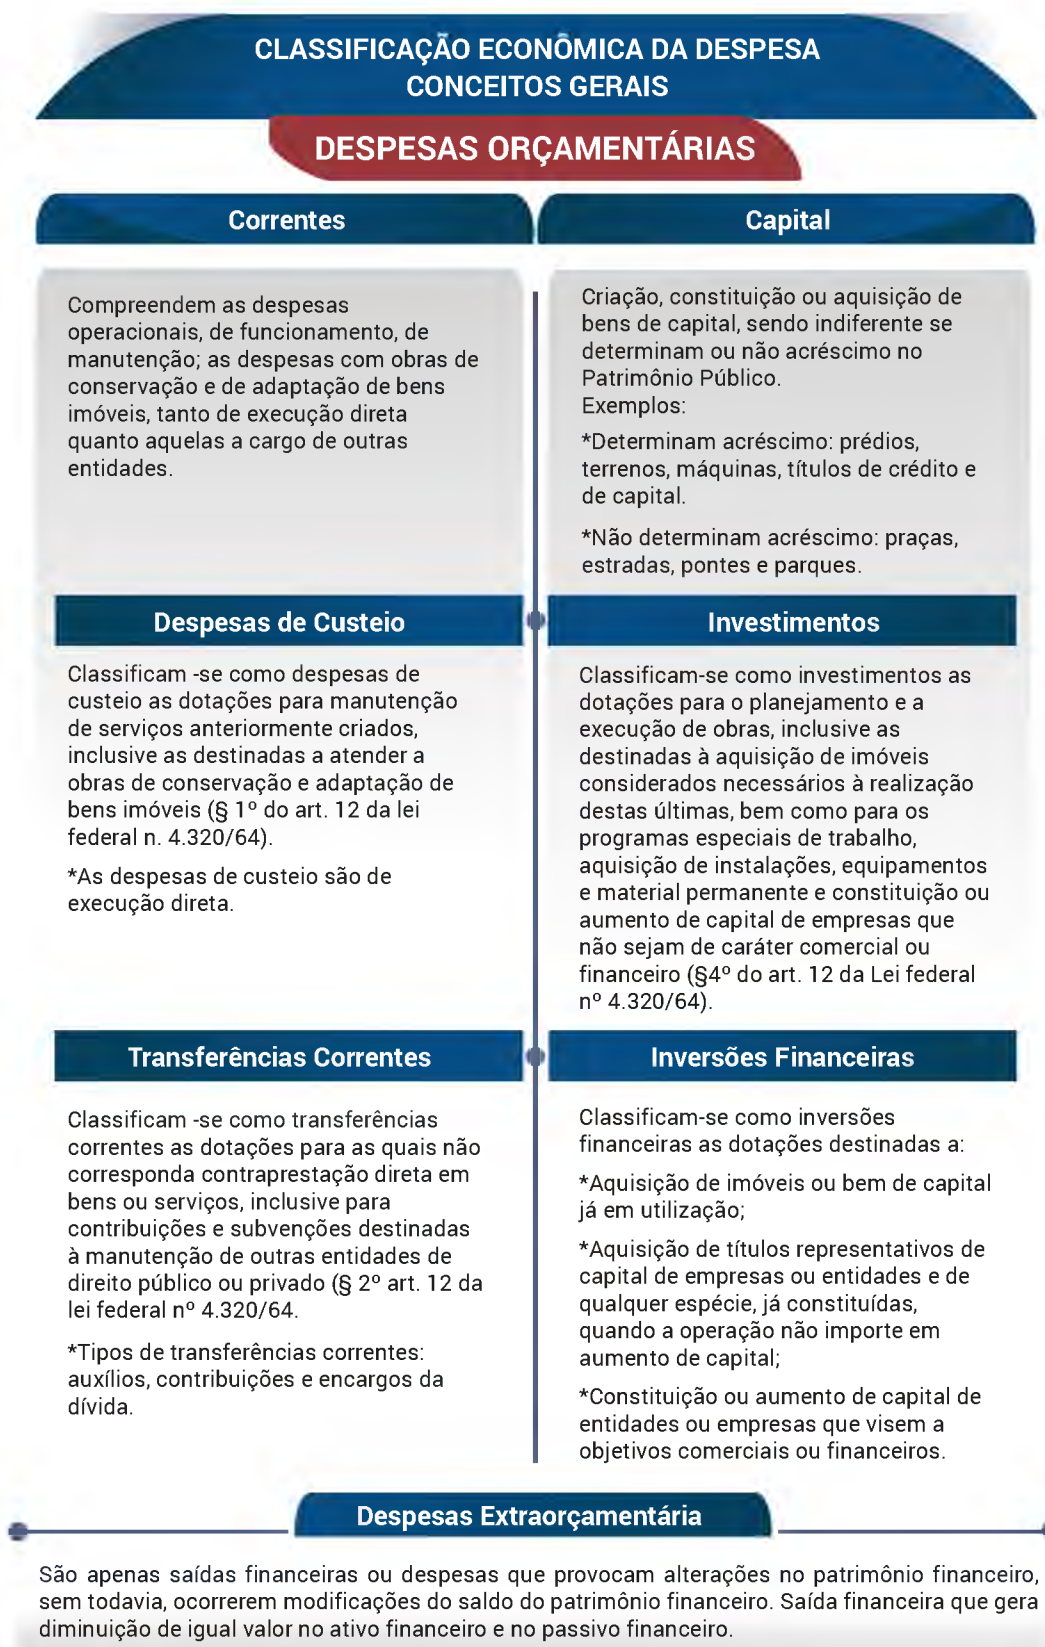 CLASSIFICAÇÃO ECONÔMICA DA DESPESA
CONCEITOS GERAIS
DESPESAS ORÇAMENTÁRIAS
Correntes
Compreendem as despesas
operacionais, de funcionamento, de
manutenção; as despesas com obras de
conservação e de adaptação de bens
imóveis, tanto de execução direta
quanto aquelas a cargo de outras
entidades.
Capital
Criação, constituição ou aquisição de
bens de capital, sendo indiferente se
determinam ou não acréscimo no
Patrimônio Público.
Exemplos:
*Determinam acréscimo: prédios,
terrenos, máquinas, títulos de crédito e
de capital.
*Não determinam acréscimo: praças,
estradas, pontes e parques.
Despesas de Custeio
Classificam -se como despesas de
custeio as dotações para manutenção
de serviços anteriormente criados,
inclusive as destinadas a atender a
obras de conservação e adaptação de
bens imóveis (§ 1º do art. 12 da lei
federal n. 4.320/64).
*As despesas de custeio são de
execução direta.
Investimentos
Classificam-se como investimentos as
dotações para o planejamento e a
execução de obras, inclusive as
destinadas à aquisição de imóveis
considerados necessários à realização
destas últimas, bem como para os
programas especiais de trabalho,
aquisição de instalações, equipamentos
e material permanente e constituição ou
aumento de capital de empresas que
não sejam de caráter comercial ou
financeiro (§4º do art. 12 da Lei federal
nº 4.320/64).
Transferências Correntes
Classificam -se como transferências
correntes as dotações para as quais não
corresponda contraprestação direta em
bens ou serviços, inclusive para
contribuições e subvenções destinadas
à manutenção de outras entidades de
direito público ou privado (§ 2º art. 12 da
lei federal nº 4.320/64.
*Tipos de transferências correntes:
auxílios, contribuições e encargos da
dívida.
Inversões Financeiras
Classificam-se como inversões
financeiras as dotações destinadas a:
*Aquisição de imóveis ou bem de capital
já em utilização;
*Aquisição de títulos representativos de
capital de empresas ou entidades e de
qualquer espécie, já constituídas,
quando a operação não importe em
aumento de capital;
*Constituição ou aumento de capital de
entidades ou empresas que visem a
objetivos comerciais ou financeiros.
Despesas Extraorçamentária
São apenas saídas financeiras ou despesas que provocam alterações no patrimônio financeiro,
sem todavia, ocorrerem modificações do saldo do patrimônio financeiro. Saída financeira que gera
diminuição de igual valor no ativo financeiro e no passivo financeiro.